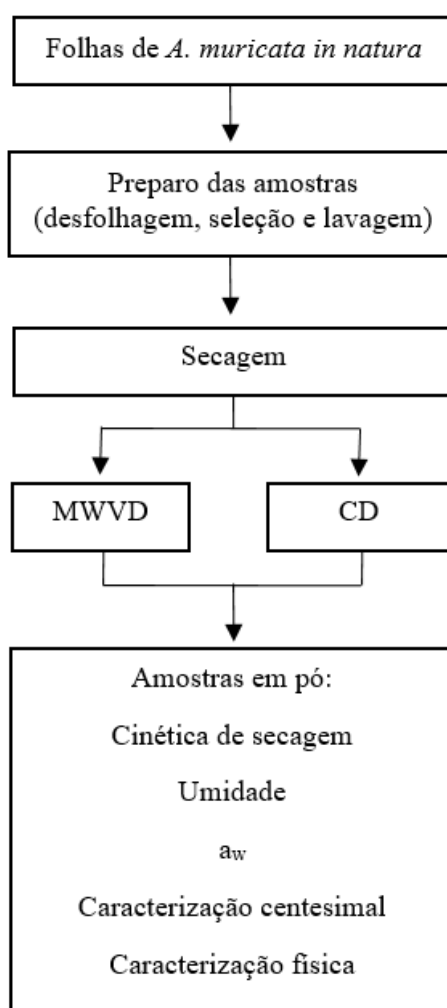 Folhas de A. muricata in natura
Preparo das amostras
(desfolhagem, seleção e lavagem)
Secagem
MWVD
CD
Amostras em pó:
Cinética de secagem
Umidade
aw
Caracterização centesimal
Caracterização física